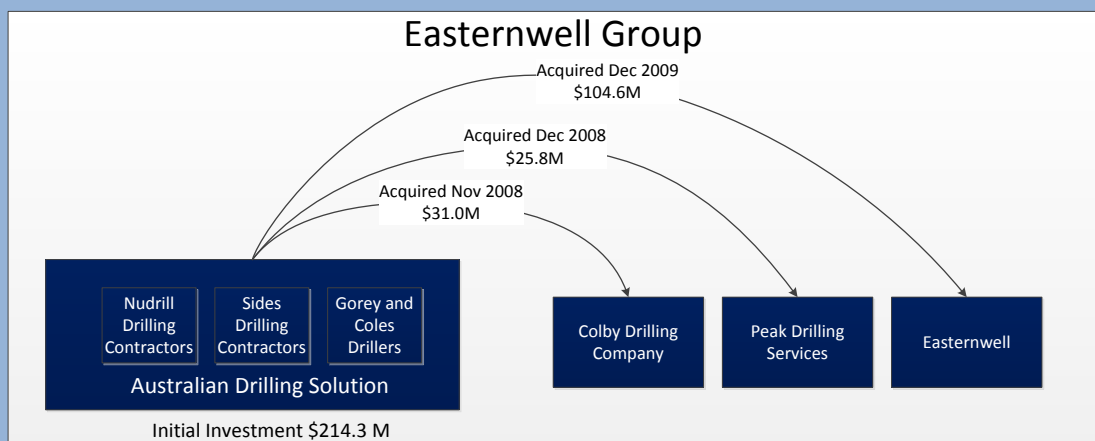 Easternwell Group
Acquired Dec 2009
$104.6M
Acquired Dec 2008
$25.8M
Acquired Nov 2008
$31.0M
Nudrill
Drilling
Contractors
Sides
Drilling
Contractors
Gorey and
Coles
Drillers
Australian Drilling Solution
Initial Investment $214.3 M
Colby Drilling
Company
Peak Drilling
Services
Easternwell